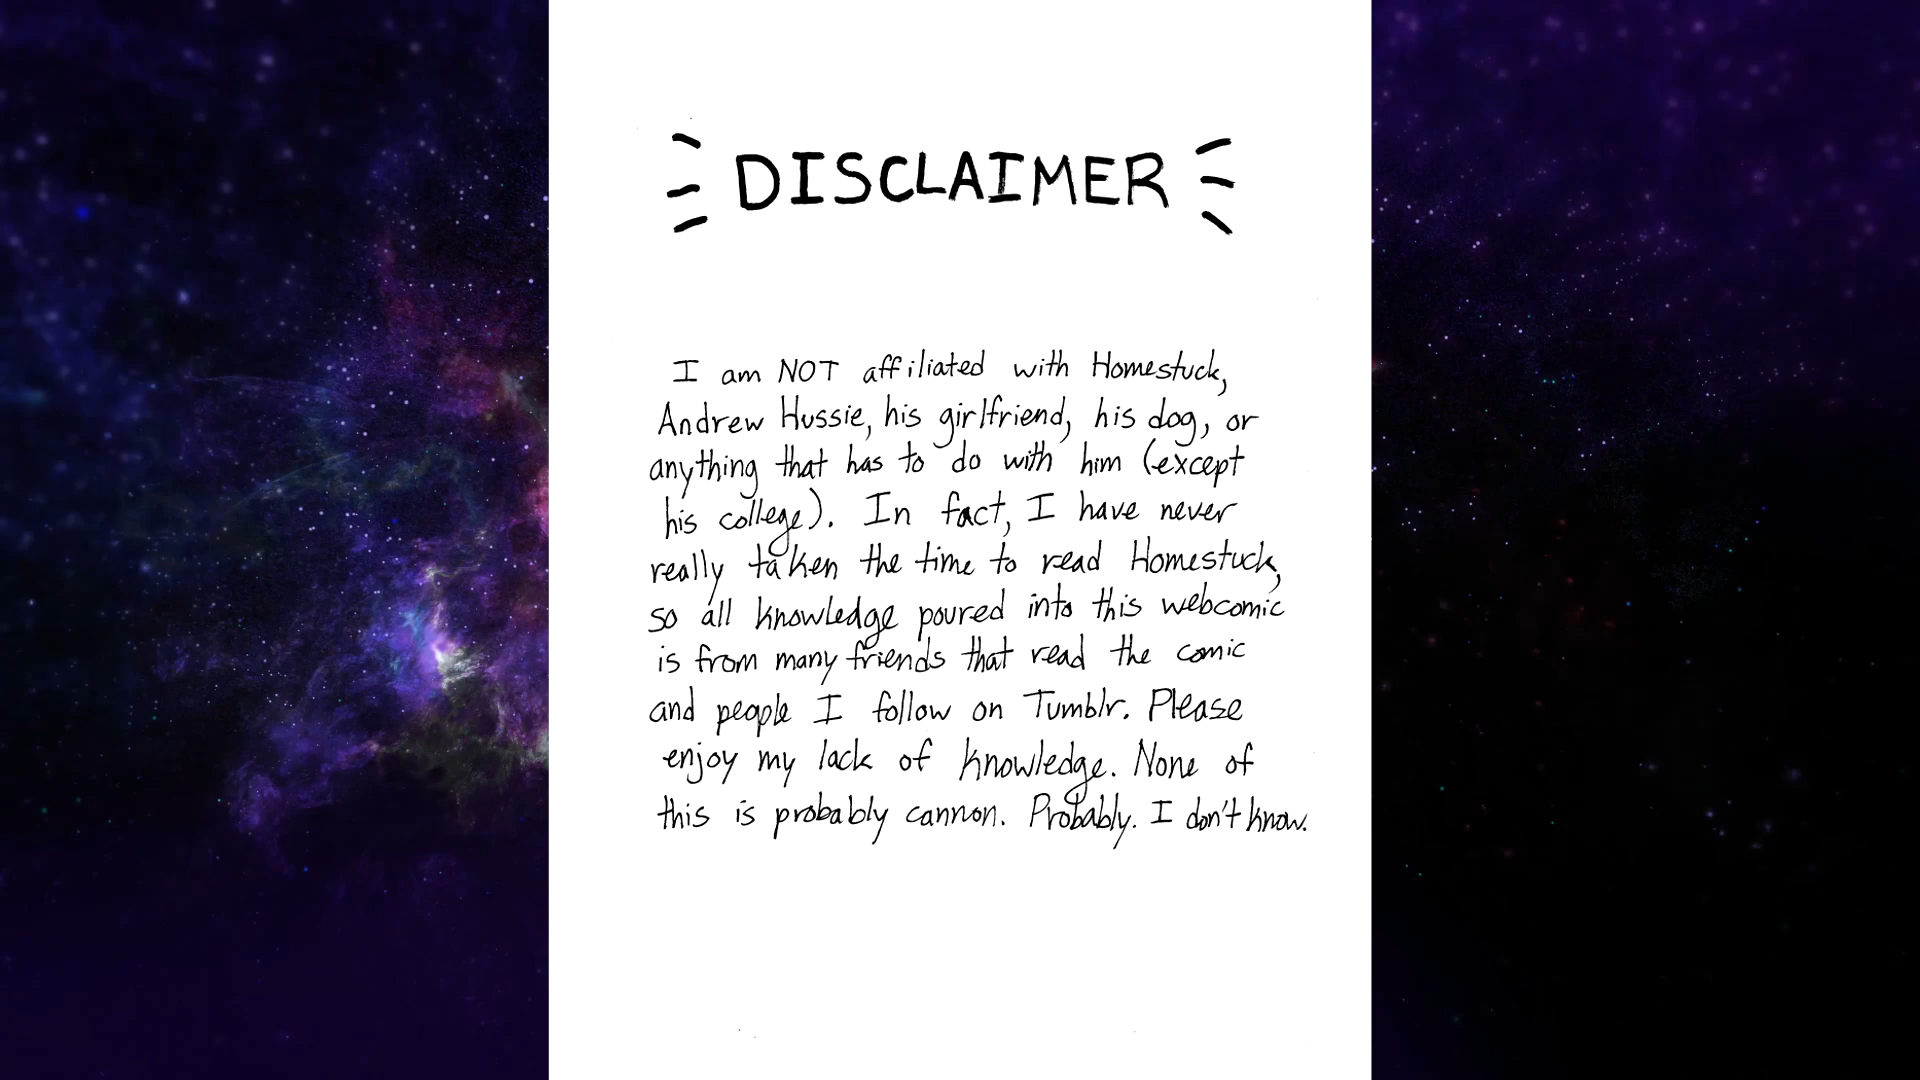 DISCLAIMER
I am NOT affiliated with Homestuck,
Andrew Hussie, his girlfriend, his dog, or
anything that has to do with him (except
his college). In fact, I have never
really taken the time to read Homestuck,
so all knowledge poured into this webcomic
is from many friends that read the comic
and people I follow on Tumblr. Please
enjoy my lack of knowledge. None of
this is probably cannon. Probably. I don't know.